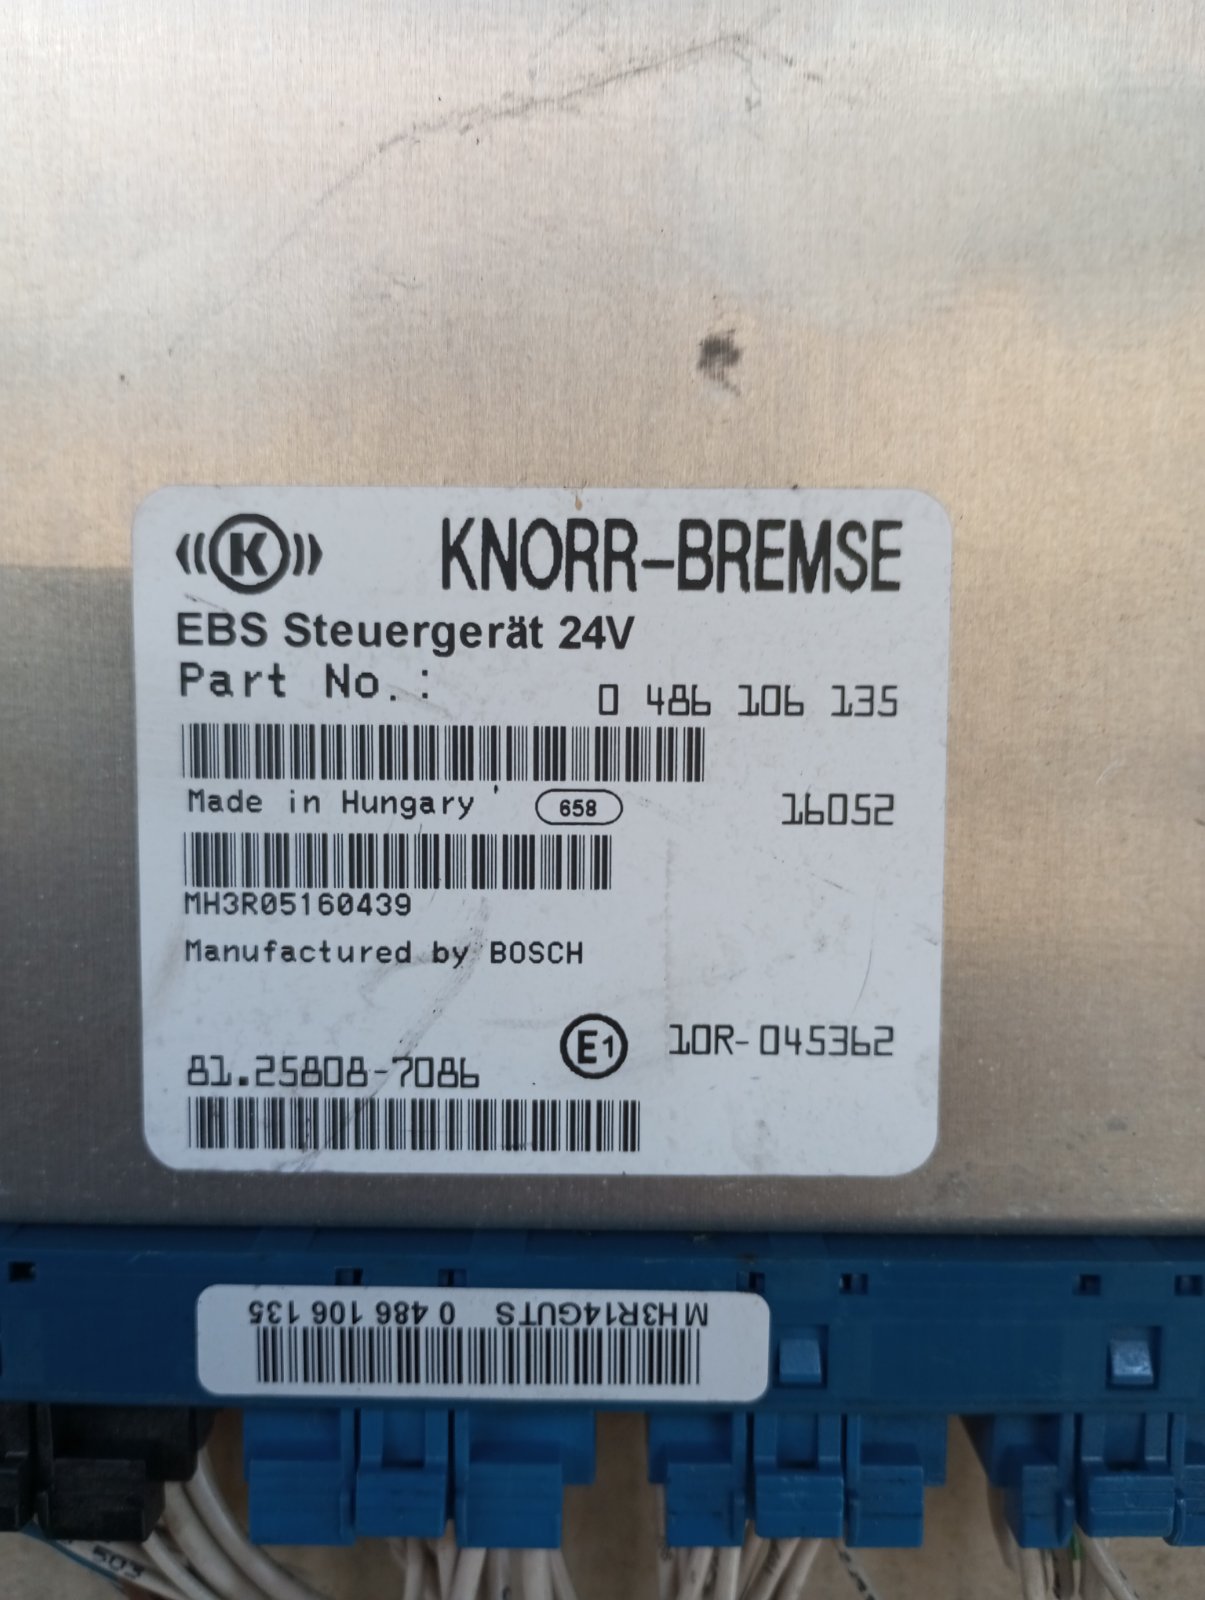 K KNORR-BREMSE
EBS Steuergerät 24V
Part No.: 0 486 106 135
Made in Hungary 658 16052
MH3R05160439
Manufactured by BOSCH
E1 10R-045362
81.25808-7086
MH3R14GUTS 0 486 106 135
503